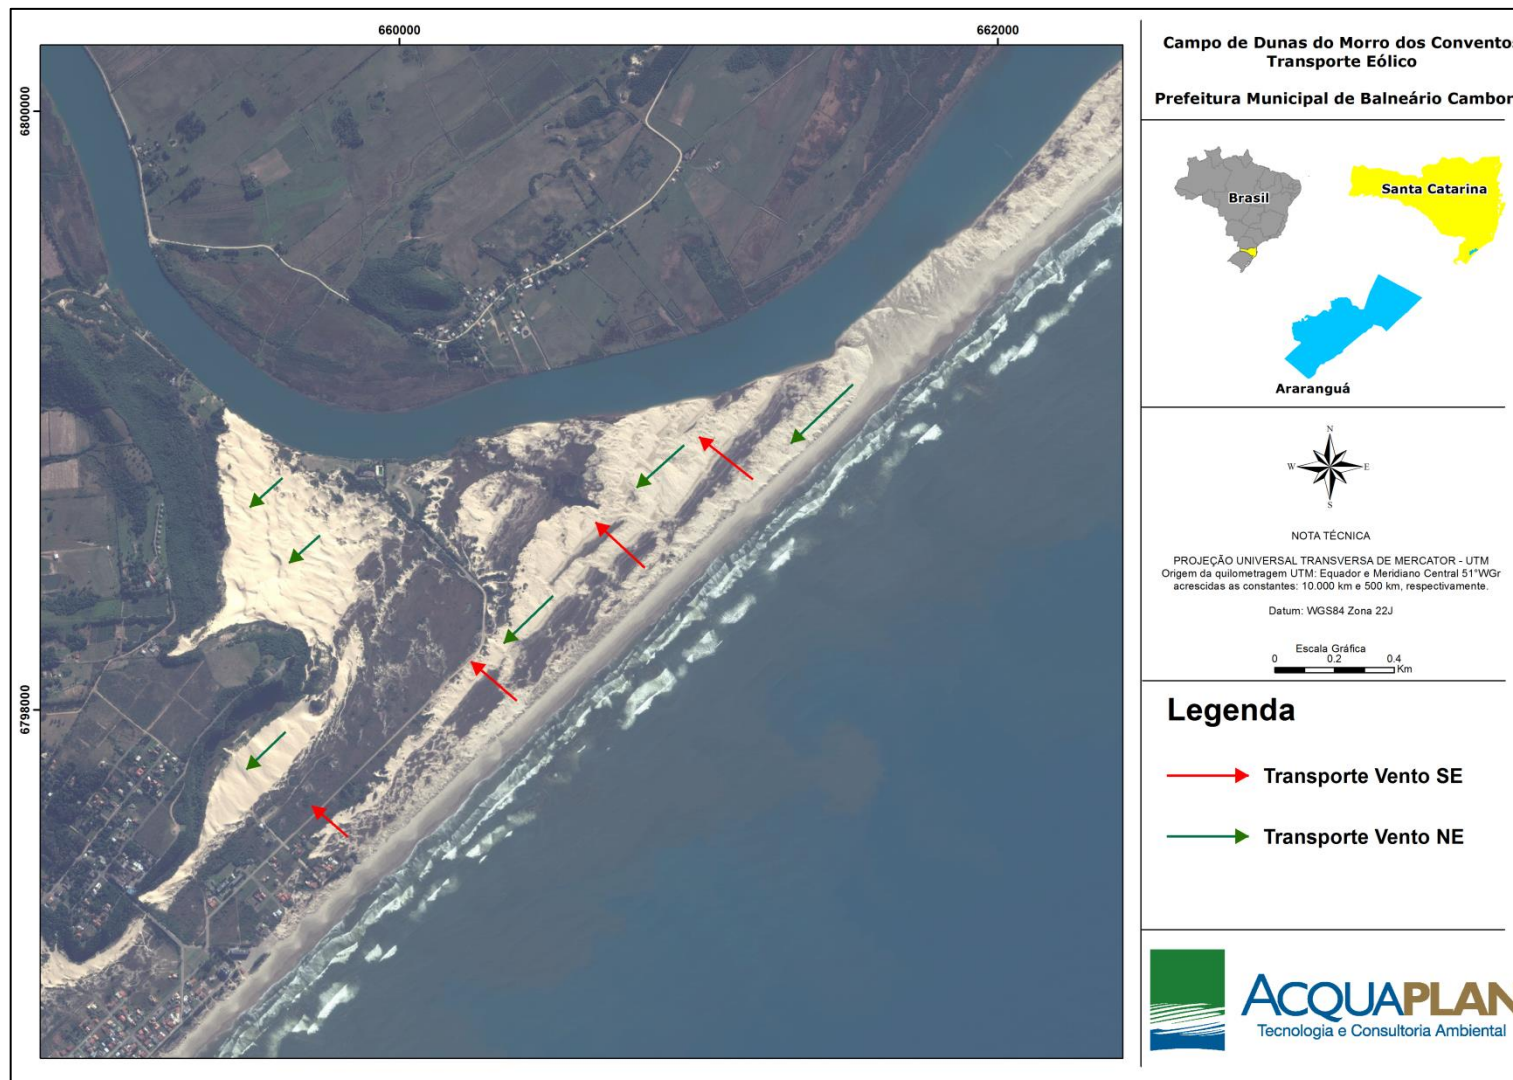 660000
662000
6800000
6798000
Campo de Dunas do Morro dos Convento
Transporte Eólico
Prefeitura Municipal de Balneário Cambor
Brasil
Santa Catarina
Araranguá
N
W
E
S
NOTA TÉCNICA
PROJEÇÃO UNIVERSAL TRANSVERSA DE MERCATOR - UTM
Origem da quilometragem UTM: Equador e Meridiano Central 51°WGr
acrescidas as constantes: 10.000 km e 500 km, respectivamente.
Datum: WGS84 Zona 22J
Escala Gráfica
0 0.2 0.4
Km
Legenda
Transporte Vento SE
Transporte Vento NE
ACQUAPLAN
Tecnologia e Consultoria Ambiental